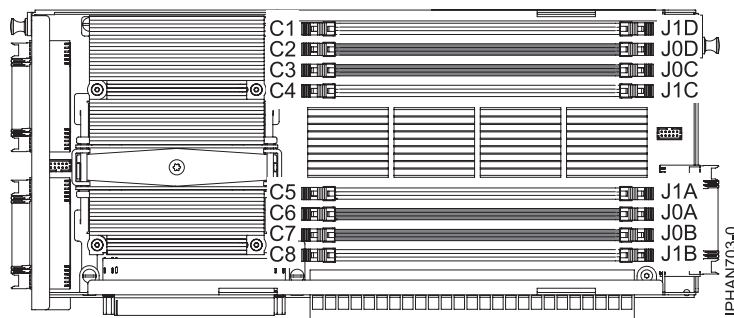 C1 J1D
C2 J0D
C3 J0C
C4 J1C
C5 J1A
C6 J0A
C7 J0B
C8 J1B
IPHAN703-0